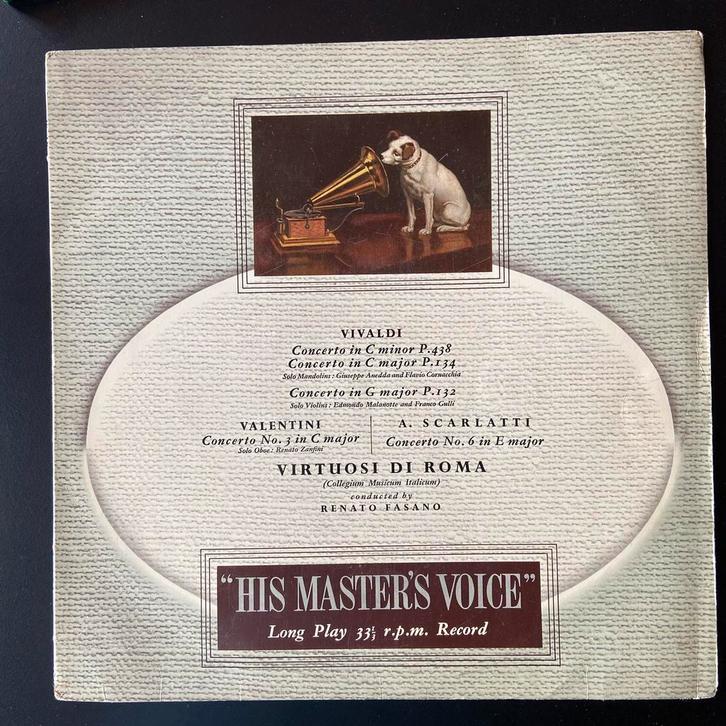 VIVALDI
Concerto in C minor P.438
Concerto in C major P.134
Solo Mandolins: Giuseppe Anedda and Flavio Cornacchia
Concerto in G major P.132
Solo Violins: Edmondo Malanotte and Franco Gulli
VALENTINI
Concerto No. 3 in C major
Solo Oboe: Renato Zanfini
A. SCARLATTI
Concerto No. 6 in E major
VIRTUOSI DI ROMA
(Collegium Musicum Italicum)
conducted by
RENATO FASANO
"HIS MASTER'S VOICE"
Long Play 33⅓ r.p.m. Record